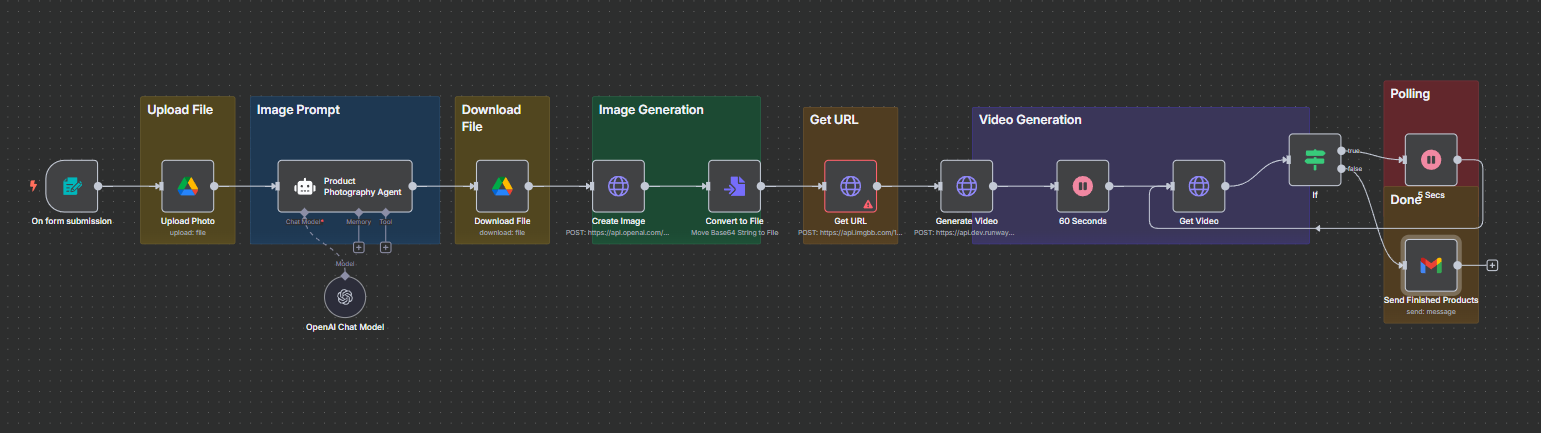 Upload File
Image Prompt
Download
File
Image Generation
Get URL
Video Generation
Polling
Done
On form submission
Upload Photo
upload: file
Product
Photography Agent
Chat Model*
Memory
Tool
Model
OpenAI Chat Model
Download File
download: file
Create Image
POST: https://api.openai.com/...
Convert to File
Move Base64 String to File
Get URL
POST: https://api.imgbb.com/1...
Generate Video
POST: https://api.dev.runway...
60 Seconds
Get Video
If
true
false
5 Secs
Send Finished Products
send: message